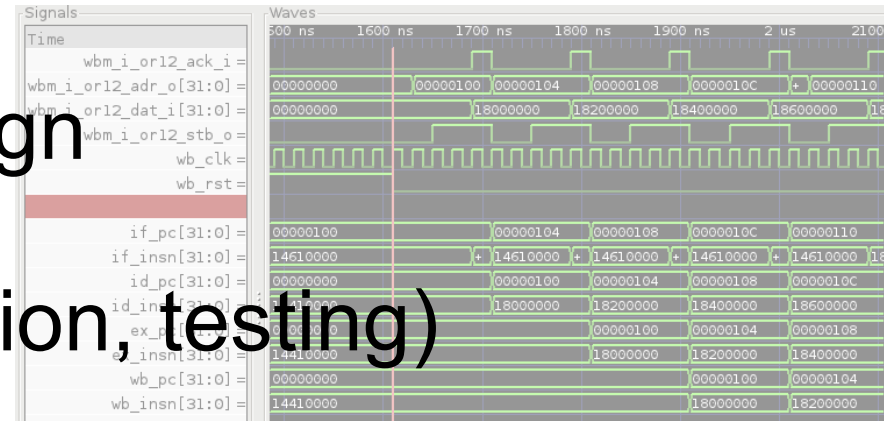 Signals Waves
Time 500 ns 1600 ns 1700 ns 1800 ns 1900 ns 2 us 2100
wbm_i_or12_ack_i =
wbm_i_or12_adr_o[31:0] = 00000000 00000100 00000104 00000108 0000010C + 00000110
wbm_i_or12_dat_i[31:0] = 00000000 18000000 18200000 18400000 18600000 18
gn
wbm_i_or12_stb_o =
wb_clk =
wb_rst =
if_pc[31:0] = 00000100 00000104 00000108 0000010C 00000110
if_insn[31:0] = 14610000 + 14610000 + 14610000 + 14610000 + 14610000 18
id_pc[31:0] = 00000000 00000100 00000104 00000108 0000010C
18000000 18200000 18400000 18600000
ion, testing)
00000100 00000104 00000108
14410000 18000000 18200000 18400000
wb_pc[31:0] = 00000000 00000100 00000104
wb_insn[31:0] = 14410000 18000000 18200000